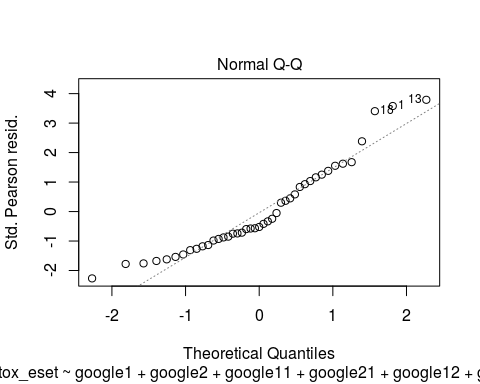 Normal Q-Q
4
3
2
1
0
-1
-2
Std. Pearson resid.
18 1 13
-2 -1 0 1 2
Theoretical Quantiles
tox_eset ~ google1 + google2 + google11 + google21 + google12 + g